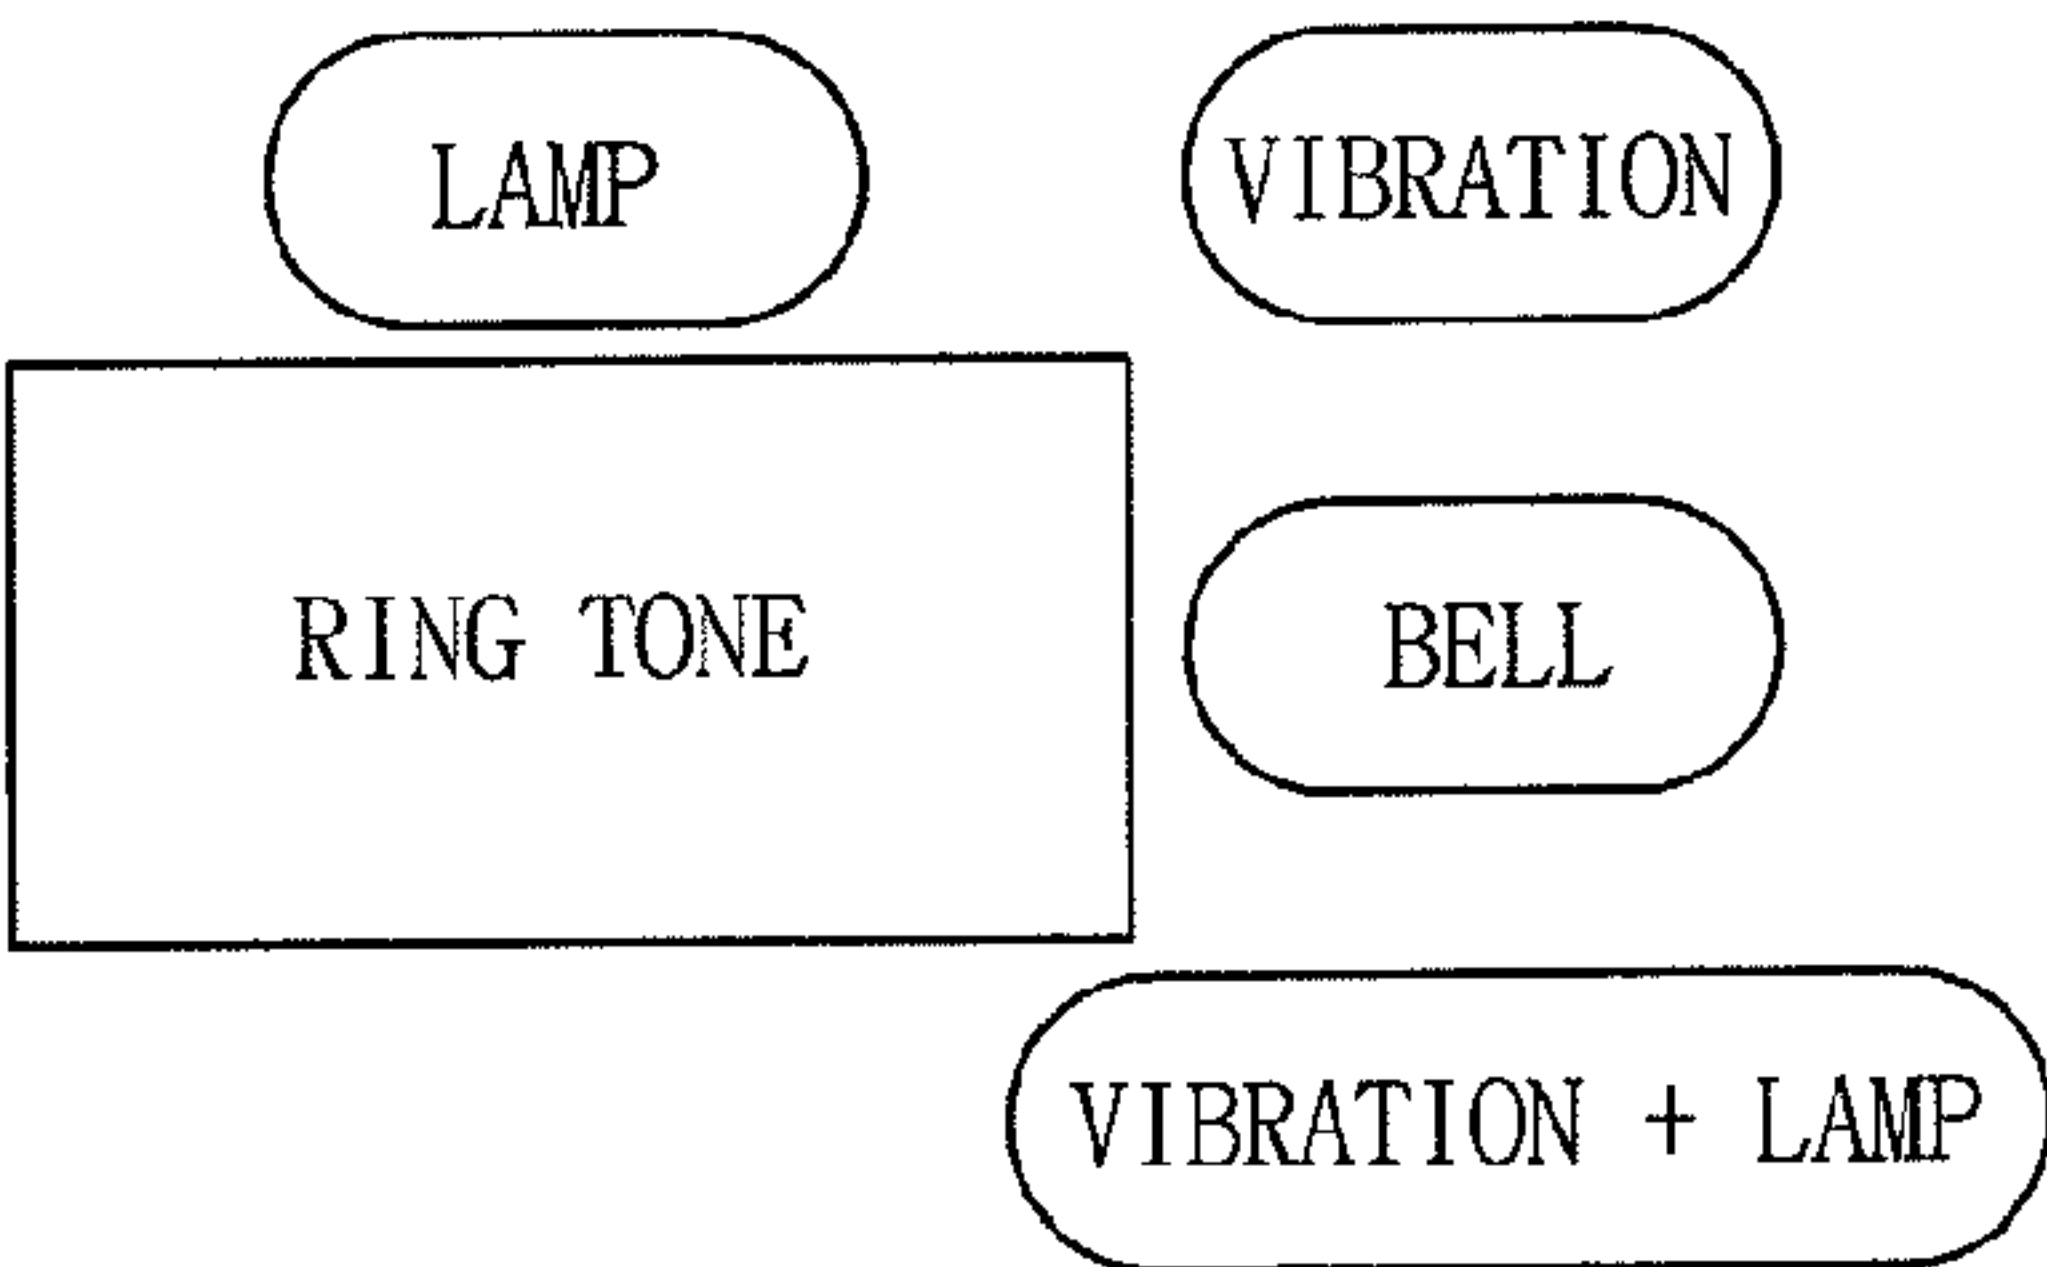 LAMP
VIBRATION
RING TONE
BELL
VIBRATION + LAMP